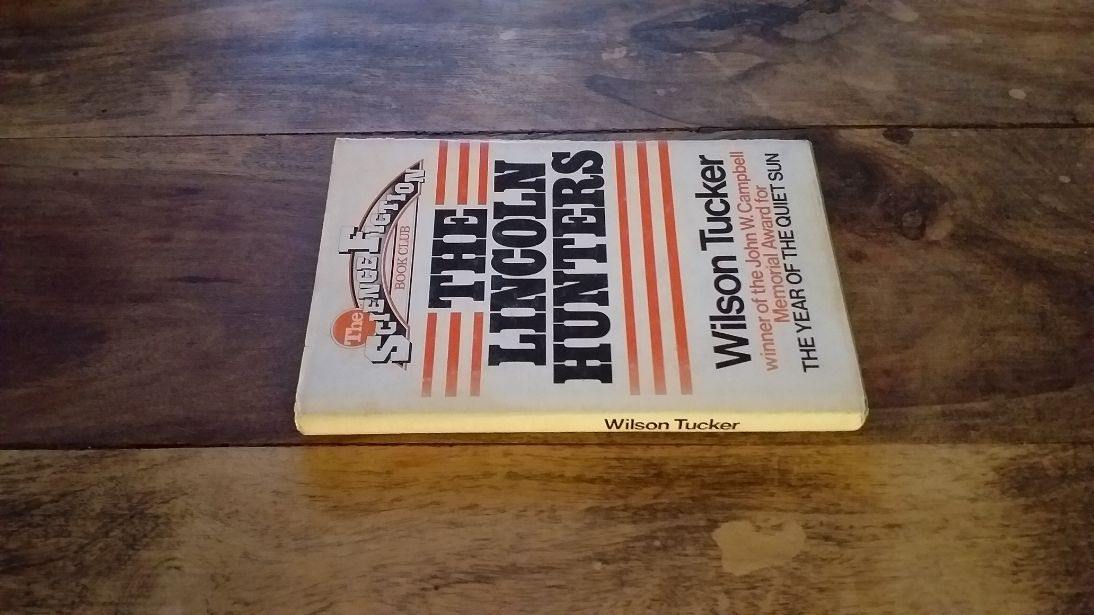 The
SCIENCE FICTION
BOOK CLUB
THE
LINCOLN
HUNTERS
Wilson Tucker
winner of the John W. Campbell
Memorial Award for
THE YEAR OF THE QUIET SUN
Wilson Tucker